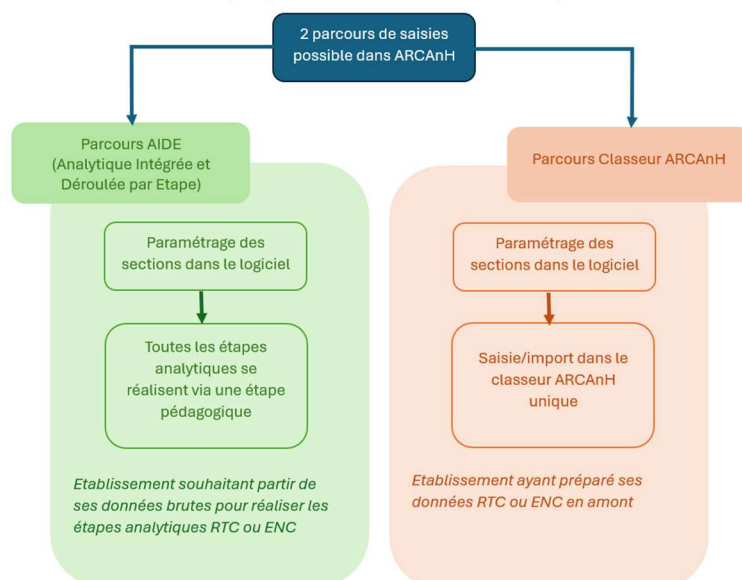 2 parcours de saisies
possible dans ARCAnH
Parcours AIDE
(Analytique Intégrée et
Déroulée par Etape)
Parcours Classeur ARCAnH
Paramétrage des
sections dans le logiciel
Paramétrage des
sections dans le logiciel
Toutes les étapes
analytiques se
réalisent via une étape
pédagogique
Saisie/import dans le
classeur ARCAnH
unique
Etablissement souhaitant partir de
ses données brutes pour réaliser les
étapes analytiques RTC ou ENC
Etablissement ayant préparé ses
données RTC ou ENC en amont